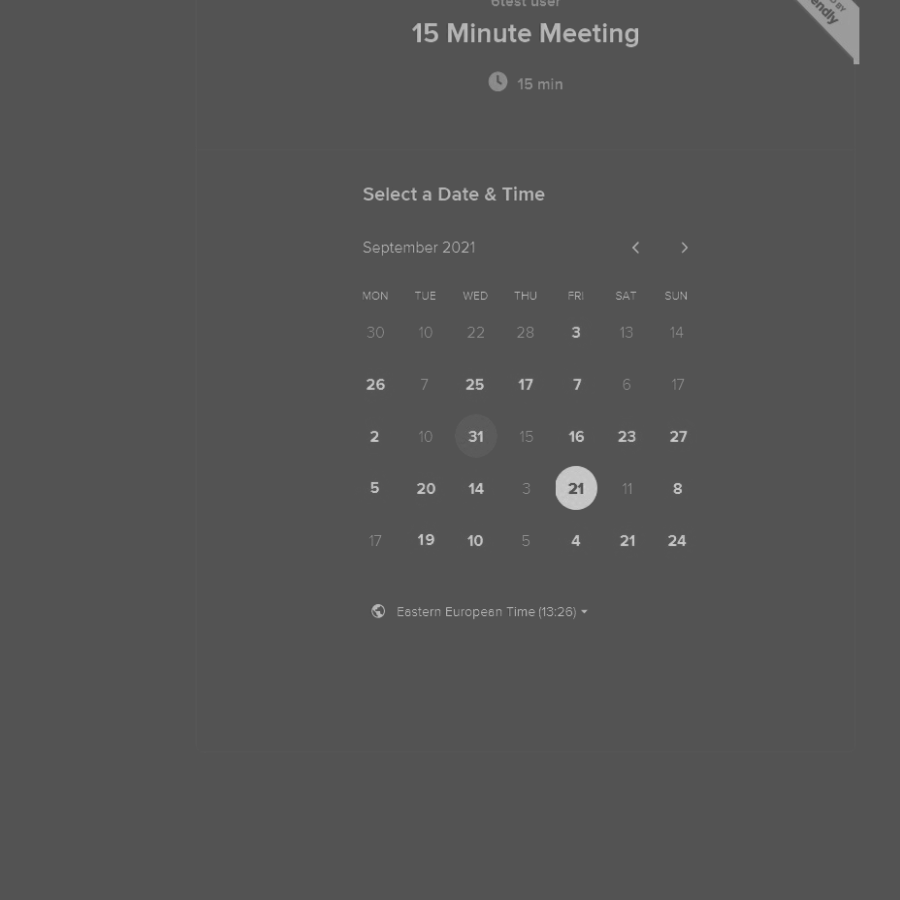 6test user
15 Minute Meeting
15 min
endly
D BY
Select a Date & Time
September 2021
MON TUE WED THU FRI SAT SUN
30 10 22 28 3 13 14
26 7 25 17 7 6 17
2 10 31 15 16 23 27
5 20 14 3 21 11 8
17 19 10 5 4 21 24
Eastern European Time (13:26)